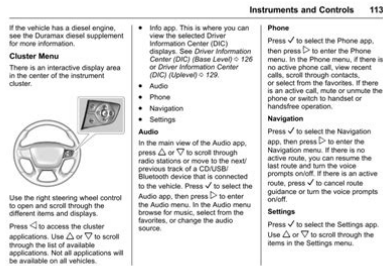 Instruments and Controls 113
If the vehicle has a diesel engine,
see the Duramax diesel supplement
for more information.
Cluster Menu
There is an interactive display area
in the center of the instrument
cluster.
Use the right steering wheel control
to open and scroll through the
different items and displays.
Press ◁ to access the cluster
applications. Use △ or ▽ to scroll
through the list of available
applications. Not all applications will
be available on all vehicles.
• Info app. This is where you can
view the selected Driver
Information Center (DIC)
displays. See Driver Information
Center (DIC) (Base Level) ◊ 126
or Driver Information Center
(DIC) (Uplevel) ◊ 129.
• Audio
• Phone
• Navigation
• Settings
Audio
In the main view of the Audio app,
press △ or ▽ to scroll through
radio stations or move to the next/
previous track of a CD/USB/
Bluetooth device that is connected
to the vehicle. Press ✓ to select the
Audio app, then press ▷ to enter
the Audio menu. In the Audio menu
browse for music, select from the
favorites, or change the audio
source.
Phone
Press ✓ to select the Phone app,
then press ▷ to enter the Phone
menu. In the Phone menu, if there is
no active phone call, view recent
calls, scroll through contacts,
or select from the favorites. If there
is an active call, mute or unmute the
phone or switch to handset or
handsfree operation.
Navigation
Press ✓ to select the Navigation
app, then press ▷ to enter the
Navigation menu. If there is no
active route, you can resume the
last route and turn the voice
prompts on/off. If there is an active
route, press ✓ to cancel route
guidance or turn the voice prompts
on/off.
Settings
Press ✓ to select the Settings app.
Use △ or ▽ to scroll through the
items in the Settings menu.